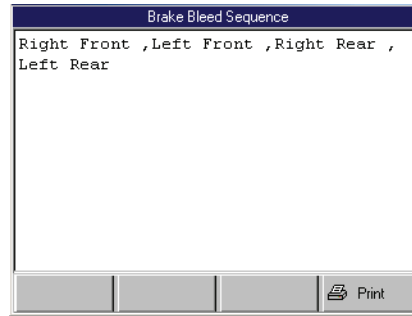 Brake Bleed Sequence
Right Front ,Left Front ,Right Rear ,
Left Rear
Print